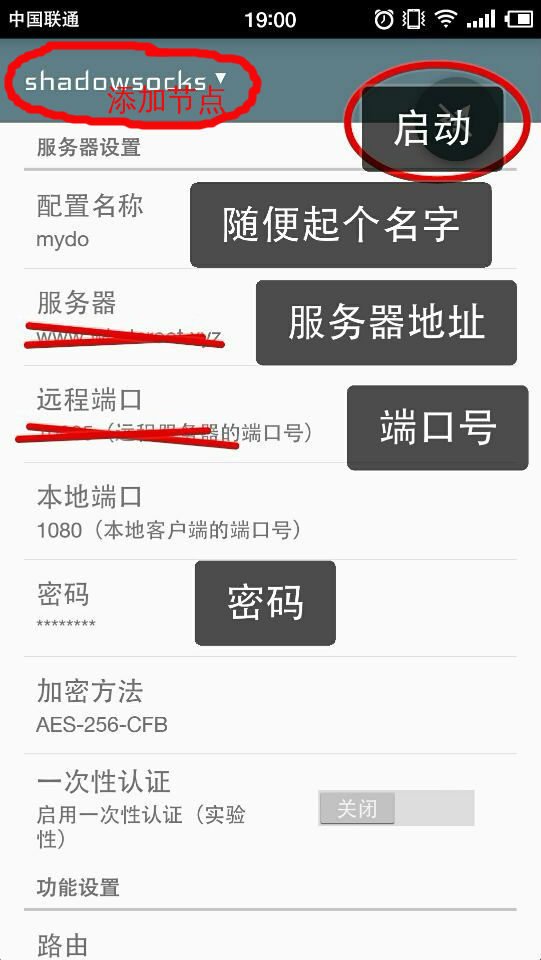 中国联通 19:00
shadowsocks
添加节点
启动
服务器设置
配置名称
mydo
随便起个名字
服务器
服务器地址
远程端口
(远程服务器的端口号)
端口号
本地端口
1080(本地客户端的端口号)
密码
********
密码
加密方法
AES-256-CFB
一次性认证
启用一次性认证(实验
性)
关闭
功能设置
路由